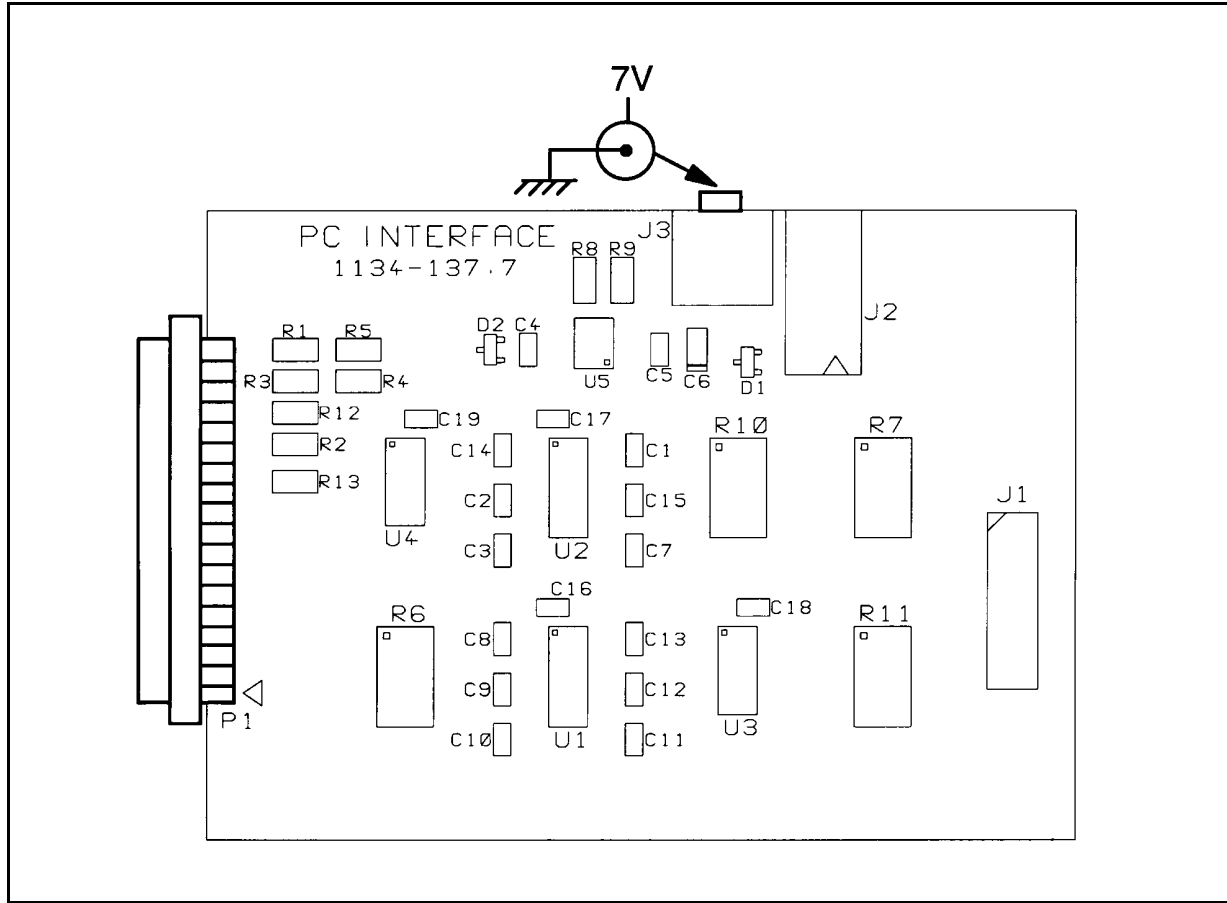 7V
PC INTERFACE
1134-137.7
J3
R8 R9
J2
D2 C4
R1 R5
U5
C5 C6
D1
R3 R4
R12
C19 C17
R10
R7
R2
C14 C1
R13
C2 C15
J1
U4
C3 U2 C7
C16
C18
R6
R11
C8 C13
C9 C12
P1
C10 U1 C11
U3